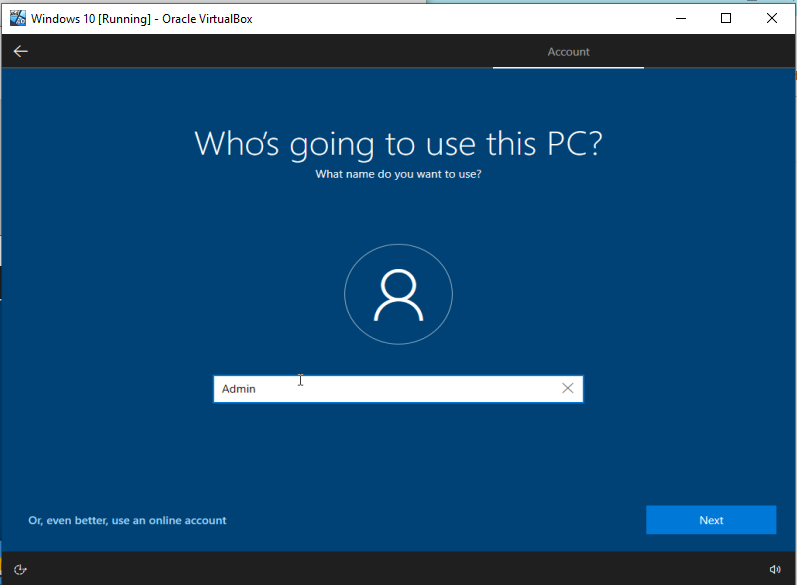 Windows 10 [Running] - Oracle VirtualBox
Account
Who's going to use this PC?
What name do you want to use?
Admin
Or, even better, use an online account
Next